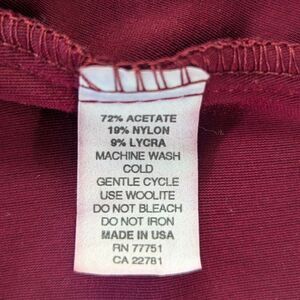 72% ACETATE
19% NYLON
9% LYCRA
MACHINE WASH
COLD
GENTLE CYCLE
USE WOOLITE
DO NOT BLEACH
DO NOT IRON
MADE IN USA
RN 77751
CA 22781